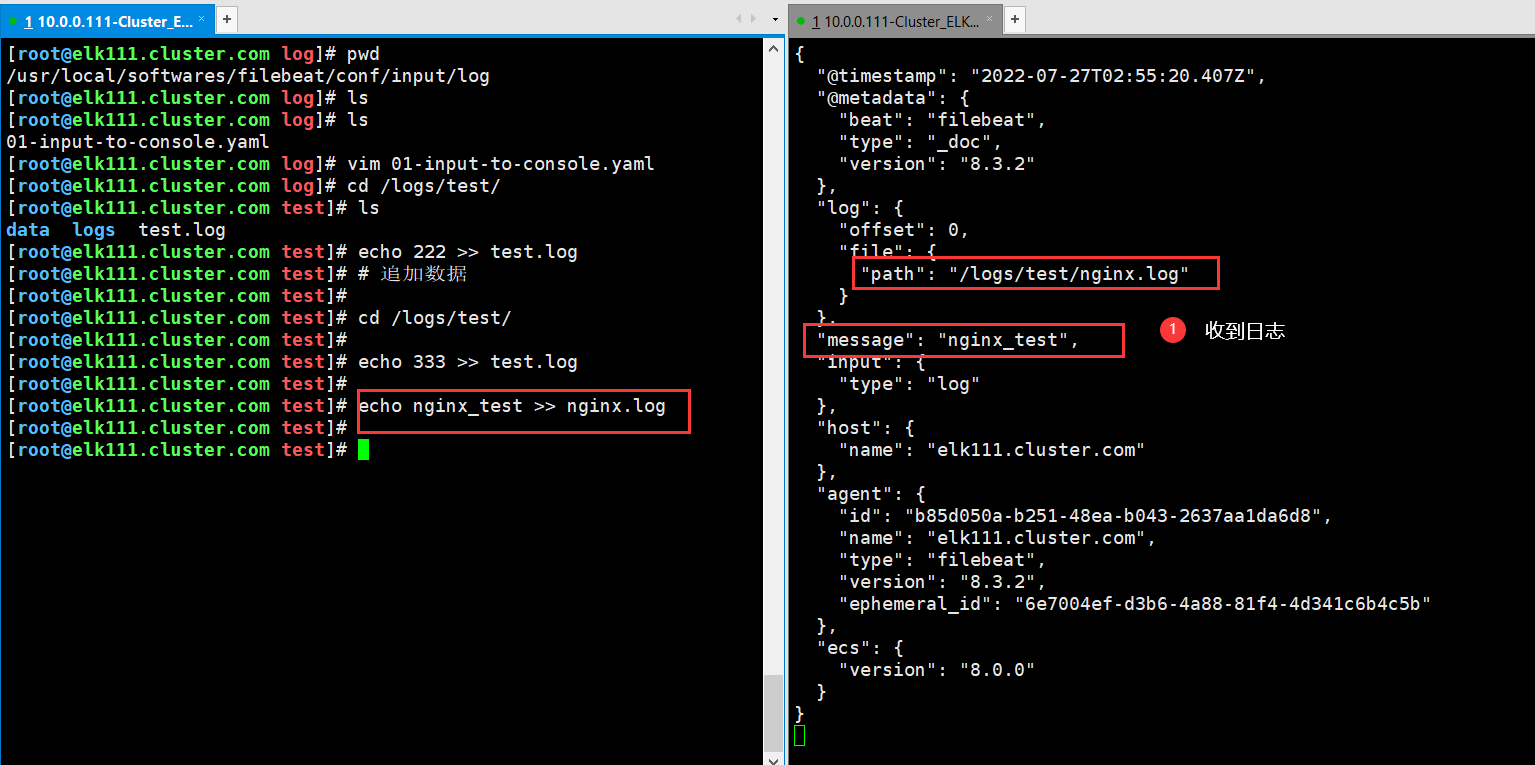 1 10.0.0.111-Cluster_E... × +
[root@elk111.cluster.com log]# pwd
/usr/local/softwares/filebeat/conf/input/log
[root@elk111.cluster.com log]# ls
[root@elk111.cluster.com log]# ls
01-input-to-console.yaml
[root@elk111.cluster.com log]# vim 01-input-to-console.yaml
[root@elk111.cluster.com log]# cd /logs/test/
[root@elk111.cluster.com test]# ls
data  logs  test.log
[root@elk111.cluster.com test]# echo 222 >> test.log
[root@elk111.cluster.com test]# # 追加数据
[root@elk111.cluster.com test]#
[root@elk111.cluster.com test]# cd /logs/test/
[root@elk111.cluster.com test]#
[root@elk111.cluster.com test]# echo 333 >> test.log
[root@elk111.cluster.com test]#
[root@elk111.cluster.com test]# echo nginx_test >> nginx.log
[root@elk111.cluster.com test]#
[root@elk111.cluster.com test]#
1 10.0.0.111-Cluster_ELK... × +
{
  "@timestamp": "2022-07-27T02:55:20.407Z",
  "@metadata": {
    "beat": "filebeat",
    "type": "_doc",
    "version": "8.3.2"
  },
  "log": {
    "offset": 0,
    "file": {
      "path": "/logs/test/nginx.log"
    }
  },
  "message": "nginx_test",
1 收到日志
  "input": {
    "type": "log"
  },
  "host": {
    "name": "elk111.cluster.com"
  },
  "agent": {
    "id": "b85d050a-b251-48ea-b043-2637aa1da6d8",
    "name": "elk111.cluster.com",
    "type": "filebeat",
    "version": "8.3.2",
    "ephemeral_id": "6e7004ef-d3b6-4a88-81f4-4d341c6b4c5b"
  },
  "ecs": {
    "version": "8.0.0"
  }
}